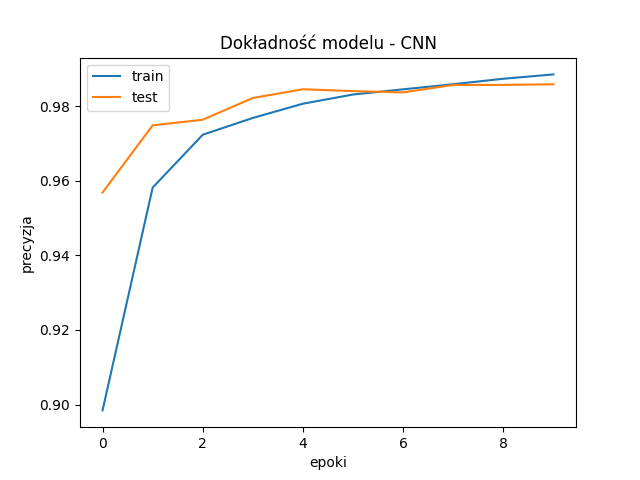 Dokładność modelu - CNN
train
test
0.98
0.96
0.94
0.92
0.90
precyzja
0 2 4 6 8
epoki